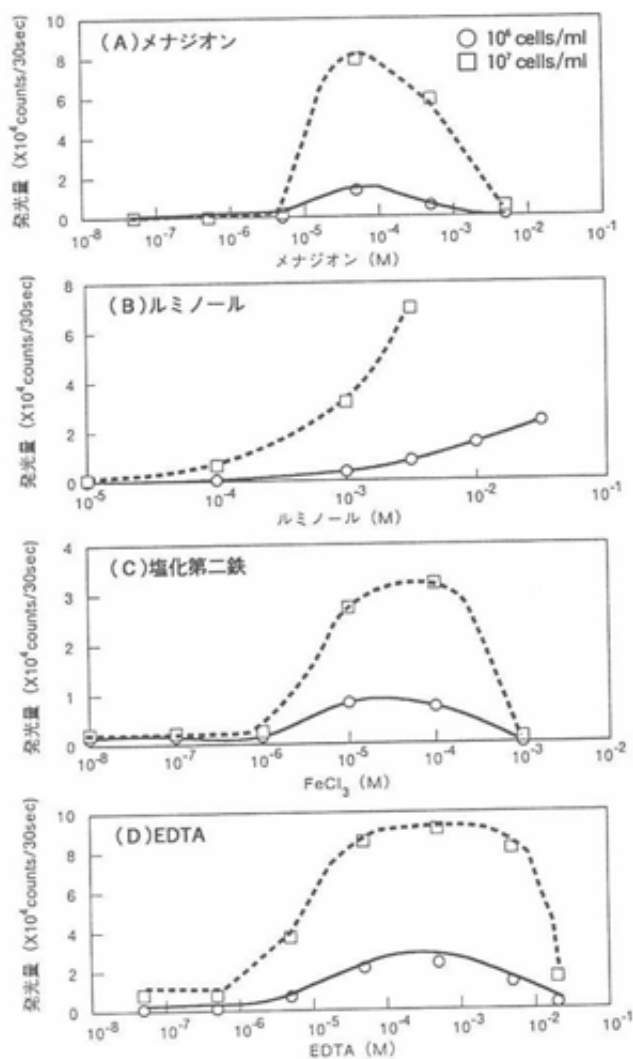 (A)メナジオン
○ 10⁶ cells/ml
□ 10⁷ cells/ml
発光量 (X10⁴counts/30sec)
10
8
6
4
2
0
10⁻⁸ 10⁻⁷ 10⁻⁶ 10⁻⁵ 10⁻⁴ 10⁻³ 10⁻² 10⁻¹
メナジオン (M)
(B)ルミノール
発光量 (X10⁴counts/30sec)
8
6
4
2
0
10⁻⁵ 10⁻⁴ 10⁻³ 10⁻² 10⁻¹
ルミノール (M)
(C)塩化第二鉄
発光量 (X10⁴counts/30sec)
4
3
2
1
0
10⁻⁸ 10⁻⁷ 10⁻⁶ 10⁻⁵ 10⁻⁴ 10⁻³ 10⁻²
FeCl₃ (M)
(D)EDTA
発光量 (X10⁴counts/30sec)
10
8
6
4
2
0
10⁻⁷ 10⁻⁶ 10⁻⁵ 10⁻⁴ 10⁻³ 10⁻² 10⁻¹
EDTA (M)